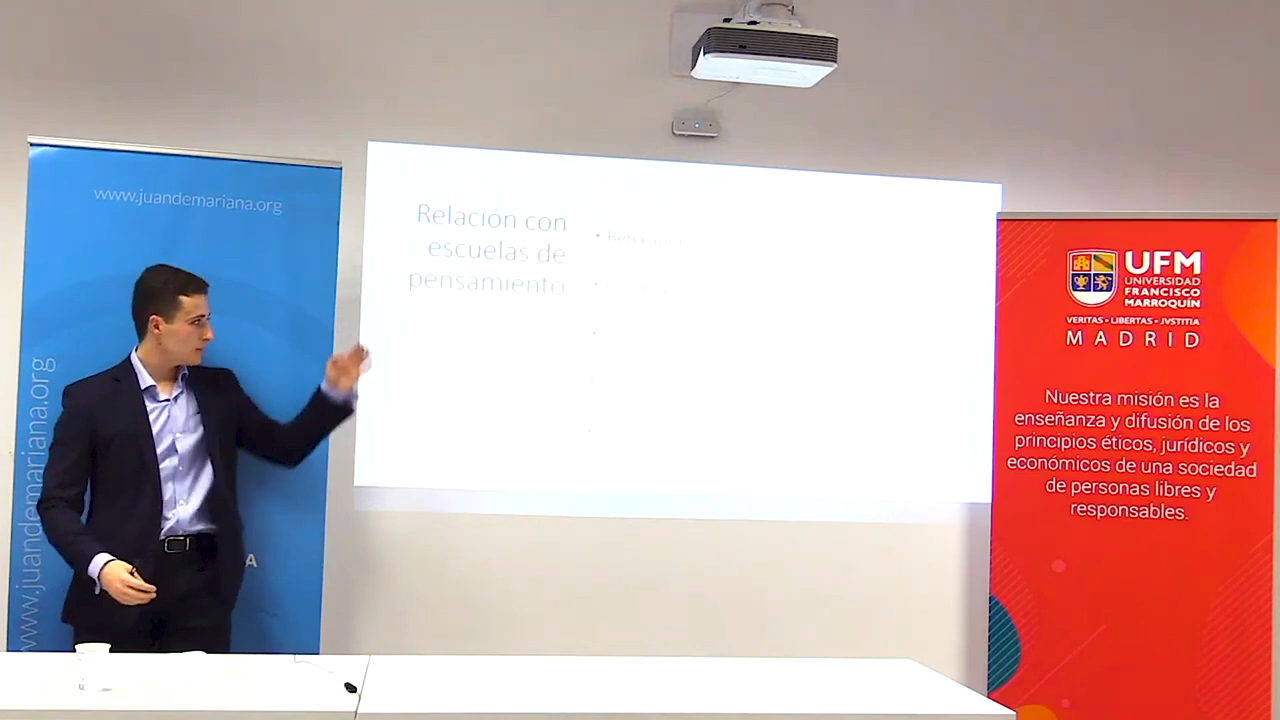 www.juandemariana.org
www.juandemariana.org
A
Relación con
escuelas de
pensamiento
UFM
UNIVERSIDAD
FRANCISCO
MARROQUÍN
VERITAS • LIBERTAS • JVSTITIA
MADRID
Nuestra misión es la
enseñanza y difusión de los
principios éticos, jurídicos y
económicos de una sociedad
de personas libres y
responsables.